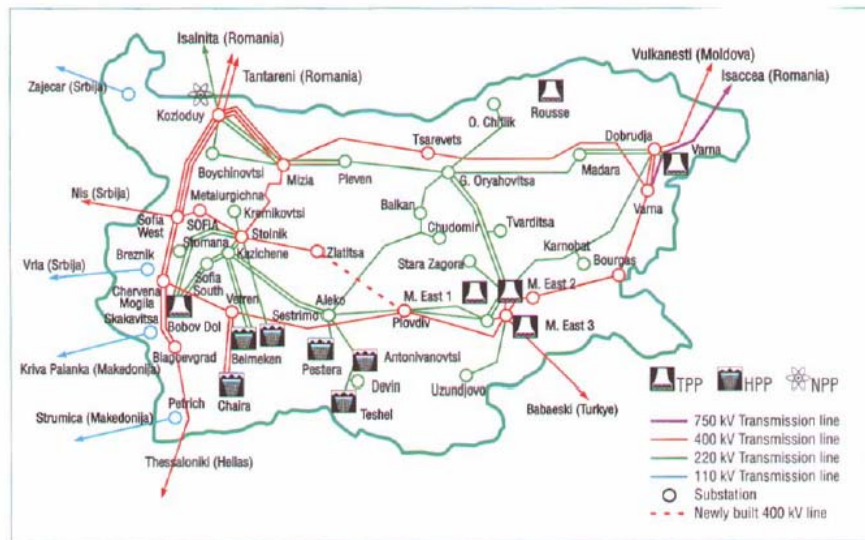 Isalnita (Romania)
Tantareni (Romania)
Vulkanesti (Moldova)
Isaccea (Romania)
Zajecar (Srbija)
Kozloduy
O. Chiflik
Rousse
Tsarevets
Dobrudja
Varna
Boychinovtsi
Mizia
Pleven
Madara
G. Oryahovitsa
Varna
Nis (Srbija)
Metalurgichna
Kremikovtsi
Balkan
Tvarditsa
Sofia
West
SOFIA
Stolnik
Chudomir
Karnobat
Breznik
Stomana
Kazichene
Zlatitsa
Stara Zagora
Bourgas
Vrla (Srbija)
Chervena
Mogila
Sofia
South
Vetren
Aleko
M. East 1
M. East 2
Skakavitsa
Bobov Dol
Sestrimo
Plovdiv
M. East 3
Blagoevgrad
Belmeken
Pestera
Antonivanovtsi
Kriva Palanka (Makedonija)
Chaira
Devin
Uzundjovo
Teshel
Petrich
Strumica (Makedonija)
Babaeski (Turkye)
Thessaloniki (Hellas)
TPP
HPP
NPP
750 kV Transmission line
400 kV Transmission line
220 kV Transmission line
110 kV Transmission line
Substation
Newly built 400 kV line